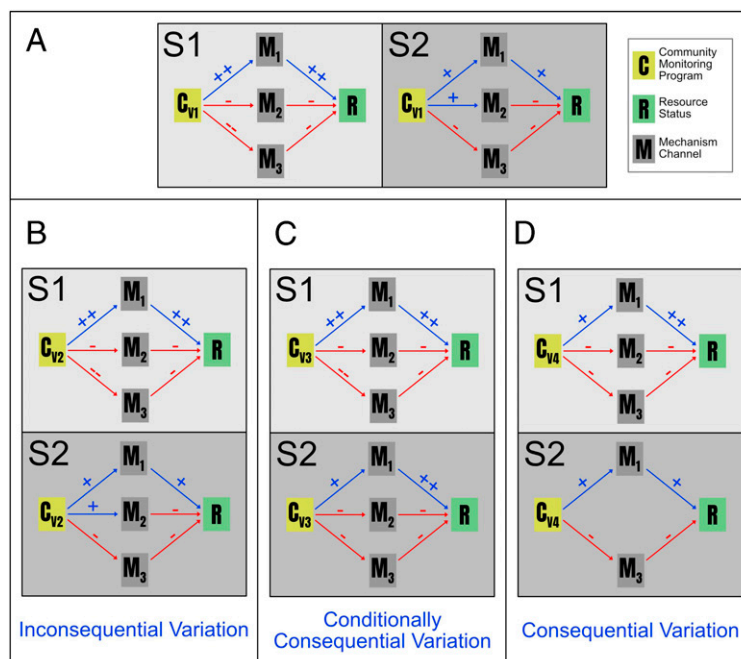 A
S1
++
M1
++
CV1
-
M2
-
R
--
M3
-
S2
+
M1
+
CV1
+
M2
-
R
-
M3
-
C
Community
Monitoring
Program
R
Resource
Status
M
Mechanism
Channel
B
S1
++
M1
++
CV2
-
M2
-
R
--
M3
-
S2
+
M1
+
CV2
+
M2
-
R
-
M3
-
Inconsequential Variation
C
S1
++
M1
++
CV3
-
M2
-
R
--
M3
-
S2
+
M1
++
CV3
-
M2
-
R
-
M3
-
Conditionally
Consequential Variation
D
S1
+
M1
++
CV4
-
M2
-
R
-
M3
-
S2
+
M1
+
CV4
R
-
M3
-
Consequential Variation